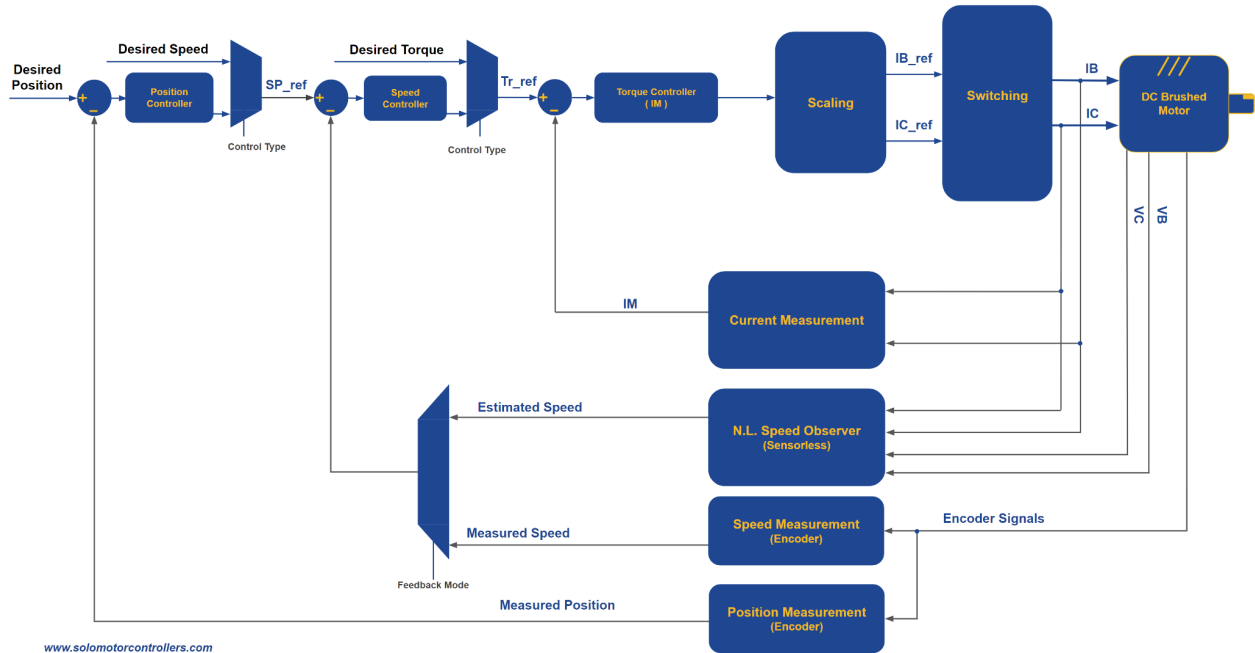 Desired Speed
Desired Torque
Desired
Position
Position
Controller
SP_ref
Speed
Controller
Tr_ref
Torque Controller
( IM )
Scaling
IB_ref
IC_ref
Switching
IB
IC
DC Brushed
Motor
+
−
+
−
+
−
Control Type
Control Type
VC
VB
IM
Current Measurement
Estimated Speed
N.L. Speed Observer
(Sensorless)
Measured Speed
Speed Measurement
(Encoder)
Encoder Signals
Feedback Mode
Measured Position
Position Measurement
(Encoder)
www.solomotorcontrollers.com